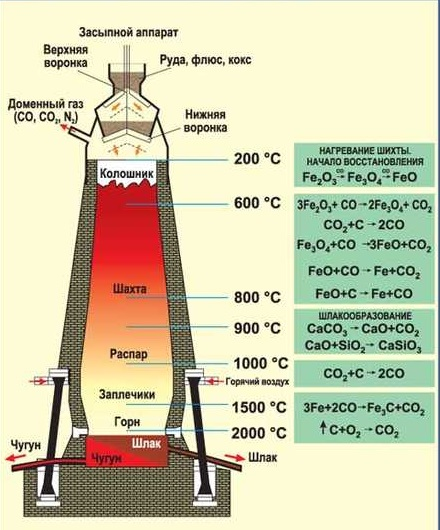 Засыпной аппарат
Верхняя
воронка
Руда, флюс, кокс
Доменный газ
(CO, CO₂, N₂)
Нижняя
воронка
200 °C
Колошник
НАГРЕВАНИЕ ШИХТЫ.
НАЧАЛО ВОССТАНОВЛЕНИЯ
Fe₂O₃ CO→ Fe₃O₄ CO→ FeO
600 °C
3Fe₂O₃+ CO→2Fe₃O₄+ CO₂
CO₂+C→2CO
Fe₃O₄+CO→3FeO+CO₂
FeO+CO→Fe+CO₂
FeO+C→Fe+CO
Шахта
800 °C
900 °C
ШЛАКООБРАЗОВАНИЕ
CaCO₃→CaO+CO₂
CaO+SiO₂→CaSiO₃
Распар
1000 °C
Горячий воздух
CO₂+C→2CO
Заплечики
1500 °C
3Fe+2CO→Fe₃C+CO₂
Горн
2000 °C
↑C+O₂→CO₂
Чугун
Шлак
Чугун
Шлак